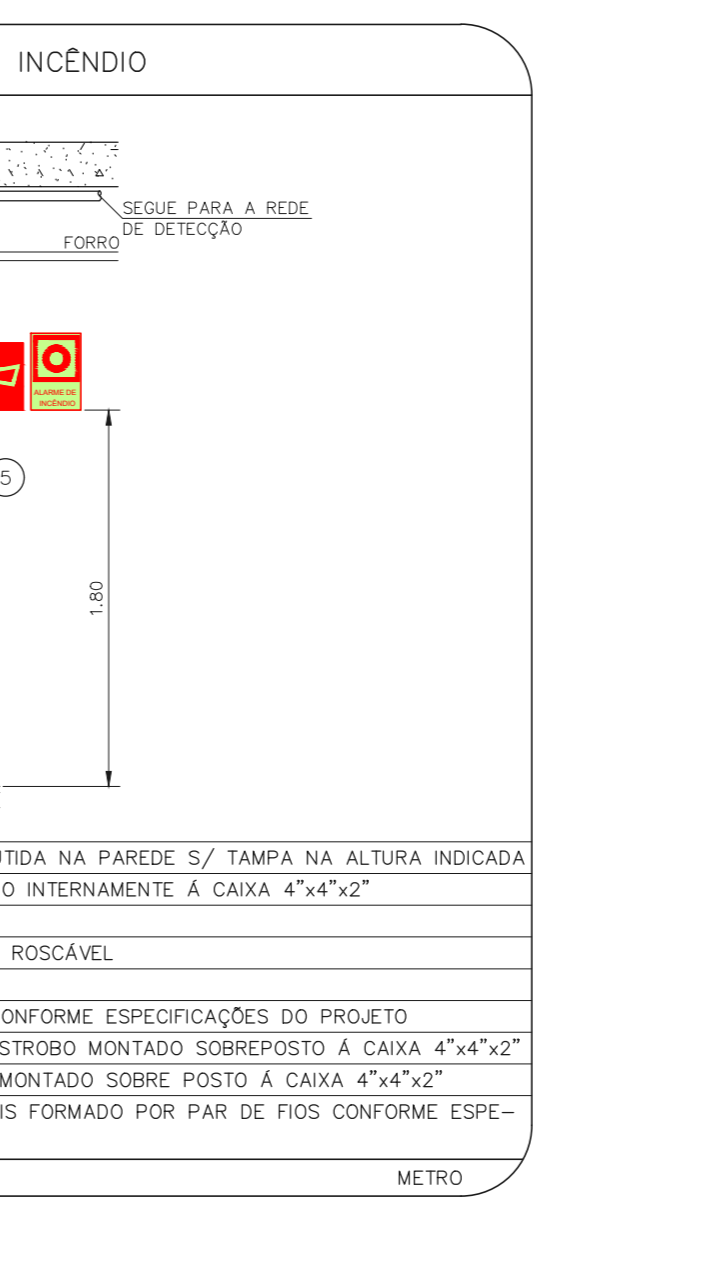 INCÊNDIO
SEGUE PARA A REDE
DE DETECÇÃO
FORRO
ALARME DE
INCÊNDIO
5
1.80
NA PAREDE S/ TAMPA NA ALTURA INDICADA
O INTERNAMENTE Á CAIXA 4"x4"x2"
ROSCÁVEL
ONFORME ESPECIFICAÇÕES DO PROJETO
STROBO MONTADO SOBREPOSTO Á CAIXA 4"x4"x2"
MONTADO SOBRE POSTO Á CAIXA 4"x4"x2"
IS FORMADO POR PAR DE FIOS CONFORME ESPE-
METRO